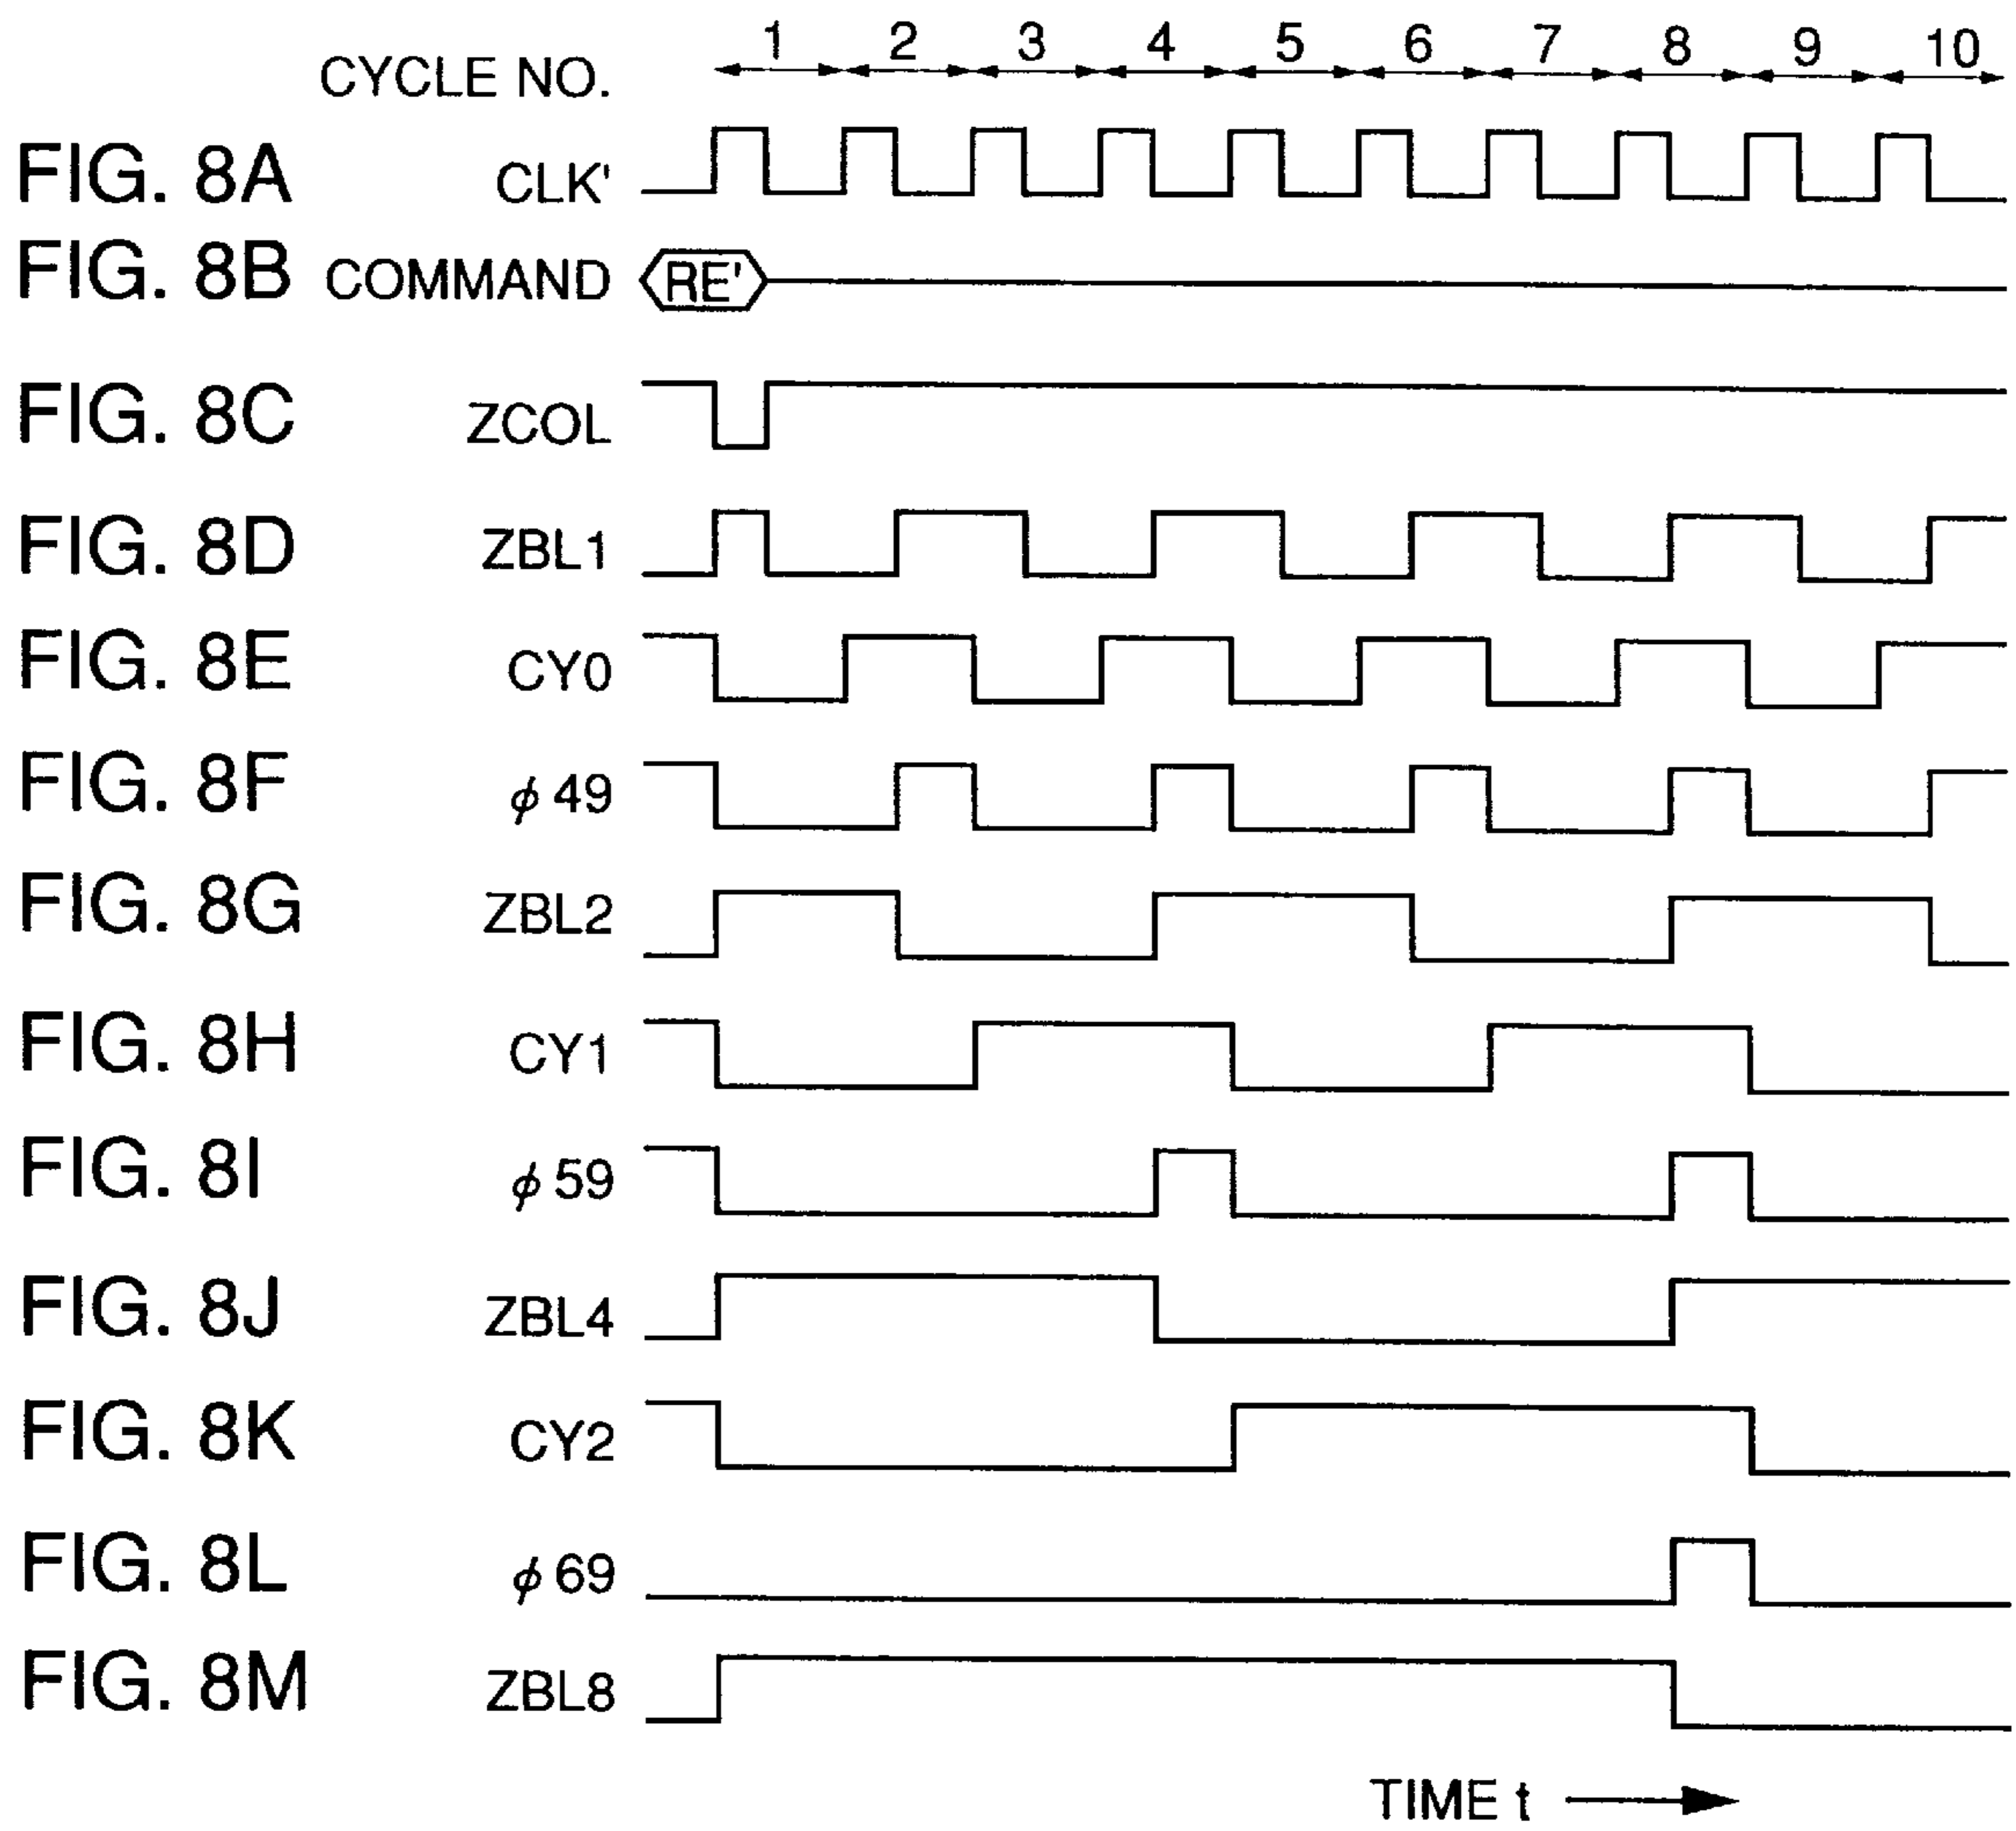 CYCLE NO. 1 2 3 4 5 6 7 8 9 10
FIG. 8A CLK'
FIG. 8B COMMAND RE'
FIG. 8C ZCOL
FIG. 8D ZBL1
FIG. 8E CY0
FIG. 8F ϕ49
FIG. 8G ZBL2
FIG. 8H CY1
FIG. 8I ϕ59
FIG. 8J ZBL4
FIG. 8K CY2
FIG. 8L ϕ69
FIG. 8M ZBL8
TIME t